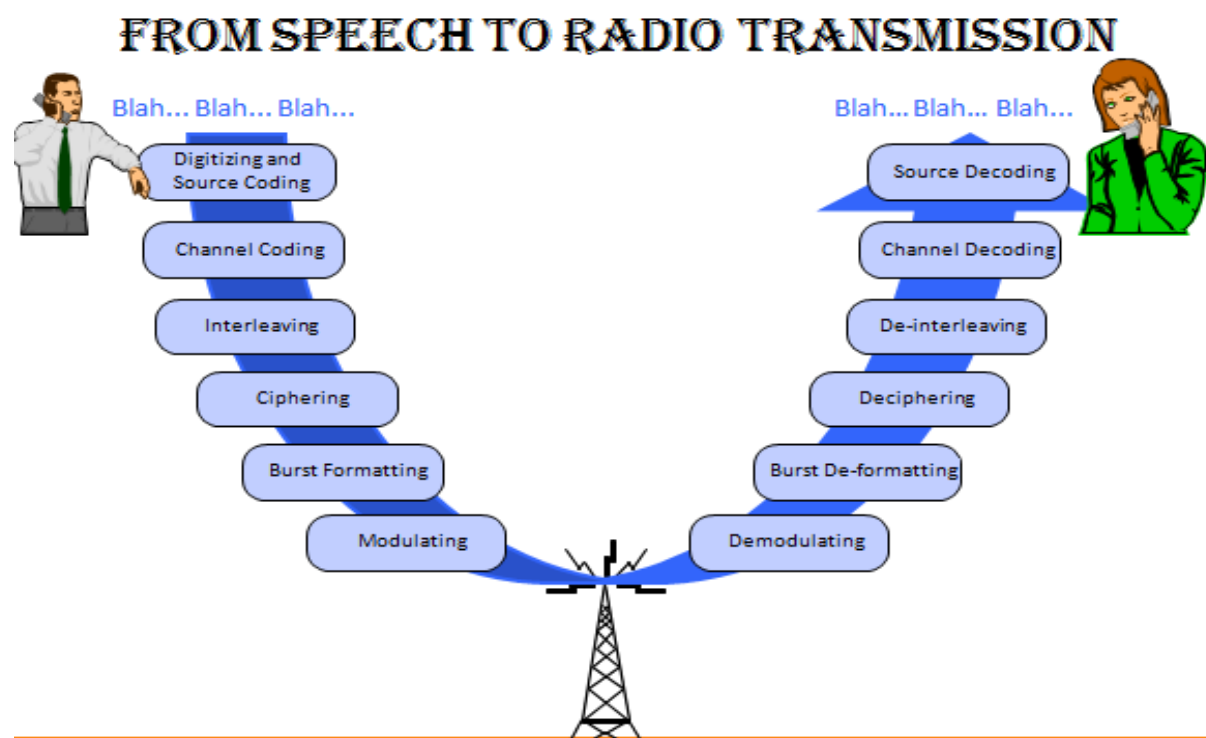 FROM SPEECH TO RADIO TRANSMISSION
Blah... Blah... Blah...
Digitizing and
Source Coding
Channel Coding
Interleaving
Ciphering
Burst Formatting
Modulating
Blah... Blah... Blah...
Source Decoding
Channel Decoding
De-interleaving
Deciphering
Burst De-formatting
Demodulating